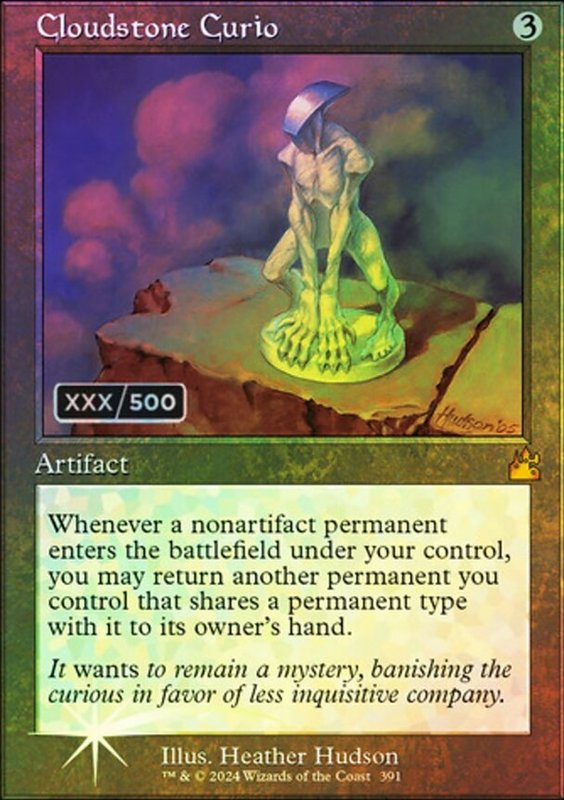 Cloudstone Curio 3
Hudson '05
XXX/500
Artifact
Whenever a nonartifact permanent
enters the battlefield under your control,
you may return another permanent you
control that shares a permanent type
with it to its owner's hand.
It wants to remain a mystery, banishing the
curious in favor of less inquisitive company.
Illus. Heather Hudson
™ & © 2024 Wizards of the Coast 391